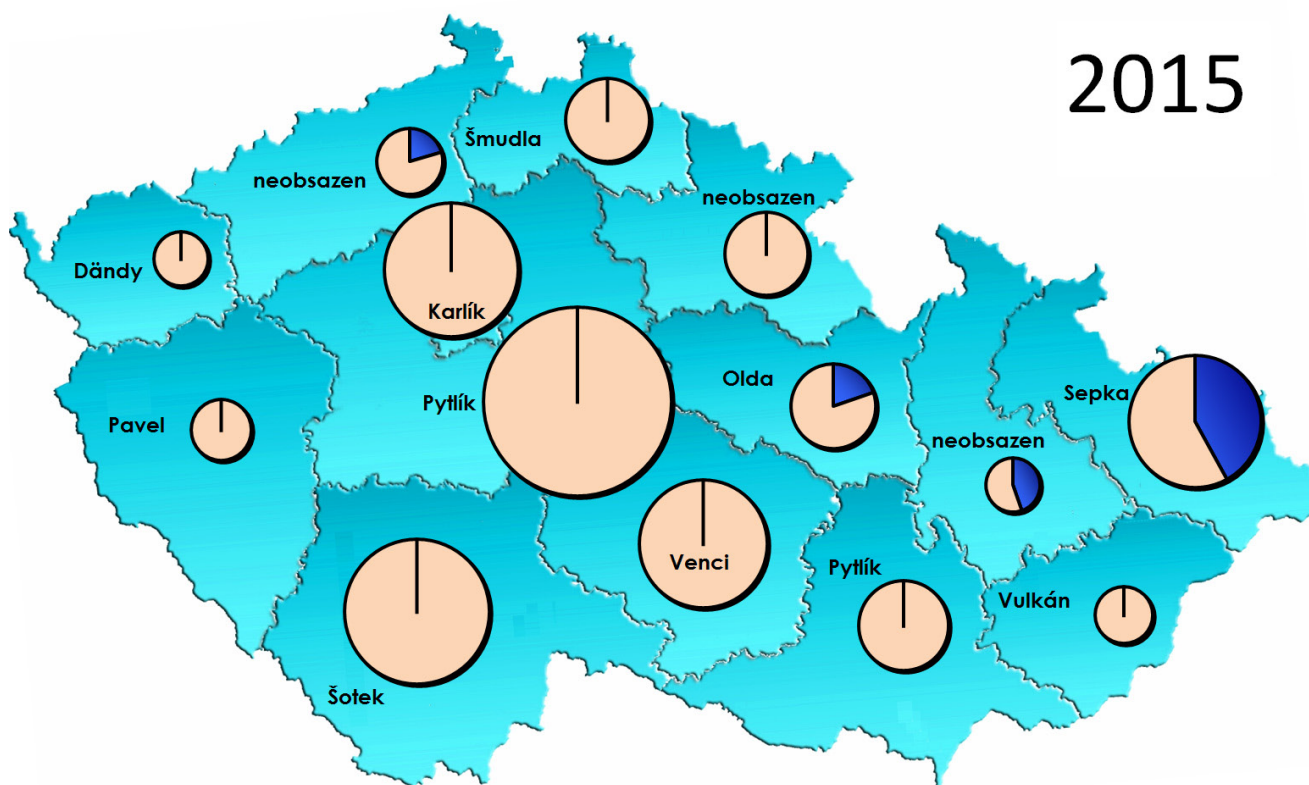 2015
Šmudla
neobsazen
neobsazen
Dändy
Karlík
Olda
Sepka
Pytlík
Pavel
neobsazen
Venci
Pytlík
Vulkán
Šotek